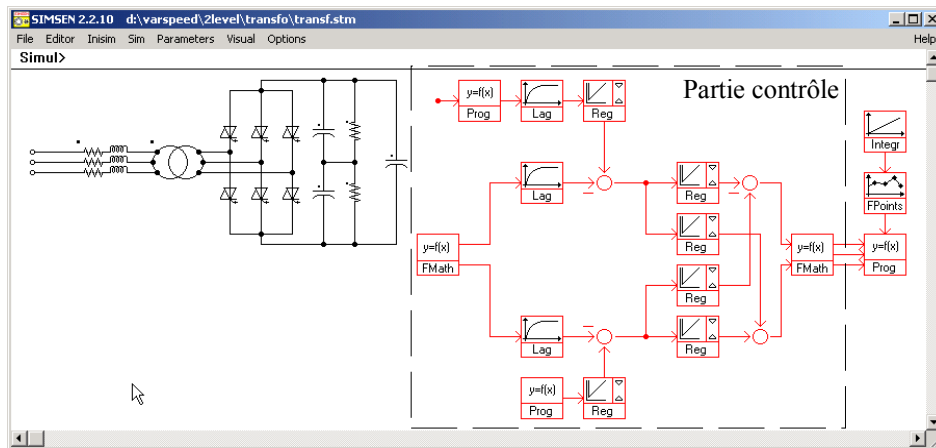 SIMSEN 2.2.10 d:\varspeed\2level\transfo\transf.stm
File Editor Inisim Sim Parameters Visual Options Help
Simul>
Partie contrôle
y=f(x)
Prog
Lag
Reg
Integr
Lag
Reg
FPoints
Reg
y=f(x)
FMath
y=f(x)
FMath
y=f(x)
Prog
Reg
Lag
Reg
y=f(x)
Prog
Reg